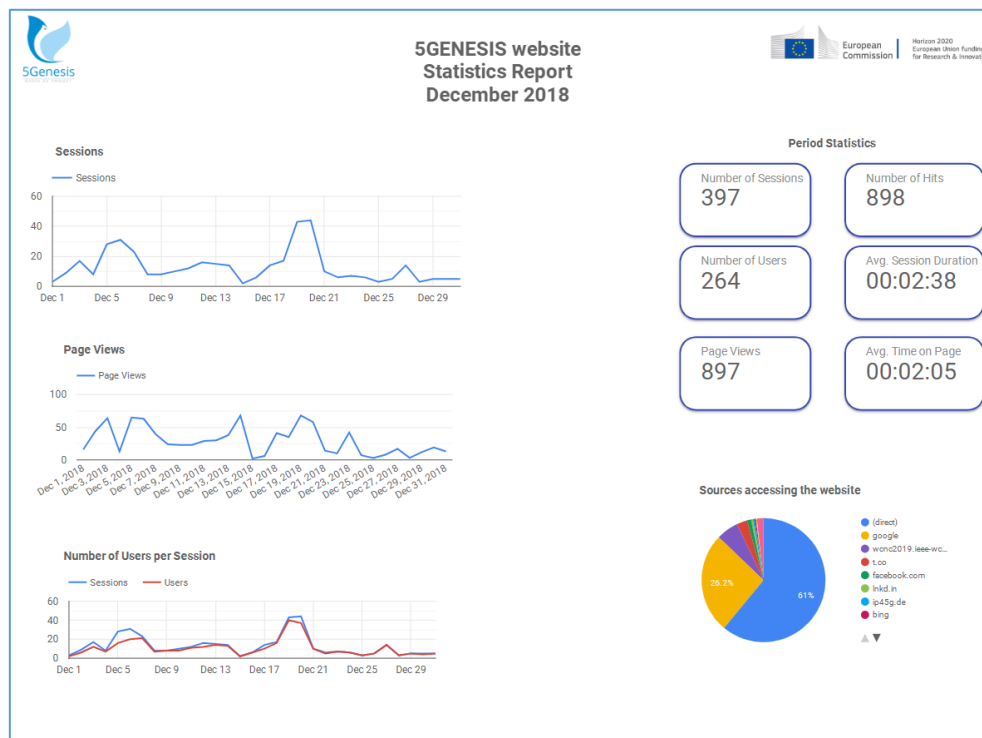 5Genesis
5GENESIS website
Statistics Report
December 2018
European
Commission
Horizon 2020
European Union funding
for Research & Innovati
Sessions
Sessions
60
40
20
0
Dec 1 Dec 5 Dec 9 Dec 13 Dec 17 Dec 21 Dec 25 Dec 29
Page Views
Page Views
100
50
0
Dec 1, 2018 Dec 3, 2018 Dec 5, 2018 Dec 7, 2018 Dec 9, 2018 Dec 11, 2018 Dec 13, 2018 Dec 15, 2018 Dec 17, 2018 Dec 19, 2018 Dec 21, 2018 Dec 23, 2018 Dec 25, 2018 Dec 27, 2018 Dec 29, 2018 Dec 31, 2018
Number of Users per Session
Sessions Users
60
40
20
0
Dec 1 Dec 5 Dec 9 Dec 13 Dec 17 Dec 21 Dec 25 Dec 29
Period Statistics
Number of Sessions
397
Number of Hits
898
Number of Users
264
Avg. Session Duration
00:02:38
Page Views
897
Avg. Time on Page
00:02:05
Sources accessing the website
26.2%
61%
(direct)
google
wcnc2019.ieee-wc...
t.co
facebook.com
lnkd.in
ip45g.de
bing